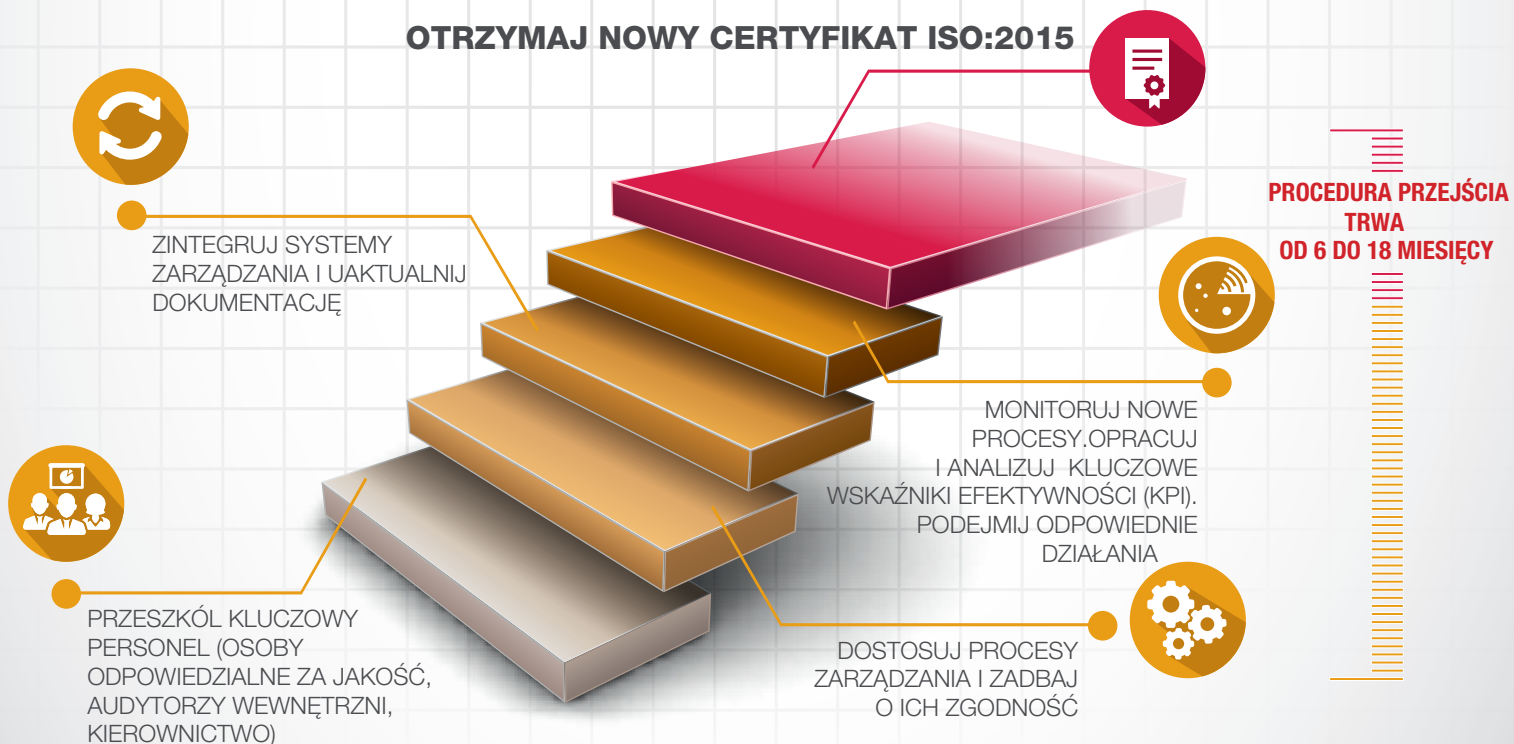 OTRZYMAJ NOWY CERTYFIKAT ISO:2015
ZINTEGRUJ SYSTEMY
ZARZĄDZANIA I UAKTUALNIJ
DOKUMENTACJĘ
PROCEDURA PRZEJŚCIA
TRWA
OD 6 DO 18 MIESIĘCY
MONITORUJ NOWE
PROCESY.OPRACUJ
I ANALIZUJ KLUCZOWE
WSKAŹNIKI EFEKTYWNOŚCI (KPI).
PODEJMIJ ODPOWIEDNIE
DZIAŁANIA
PRZESZKÓL KLUCZOWY
PERSONEL (OSOBY
ODPOWIEDZIALNE ZA JAKOŚĆ,
AUDYTORZY WEWNĘTRZNI,
KIEROWNICTWO)
DOSTOSUJ PROCESY
ZARZĄDZANIA I ZADBAJ
O ICH ZGODNOŚĆ